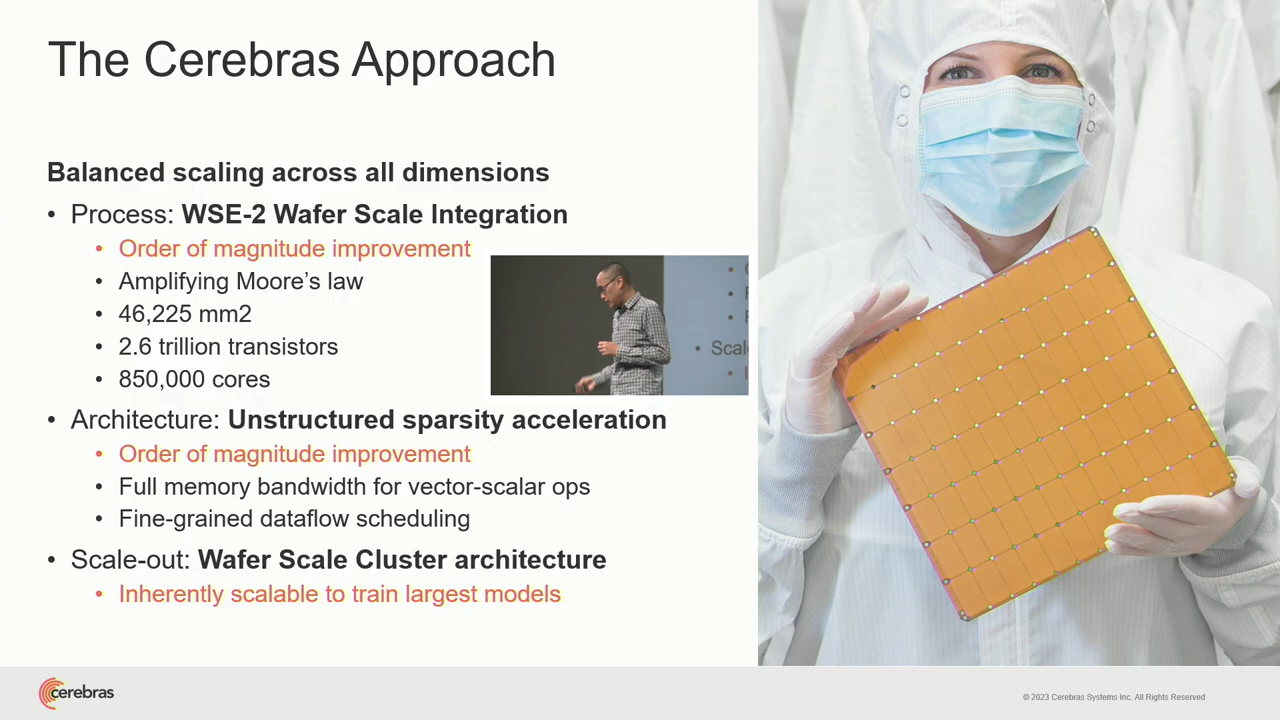 The Cerebras Approach
Balanced scaling across all dimensions
• Process: WSE-2 Wafer Scale Integration
• Order of magnitude improvement
• Amplifying Moore’s law
• 46,225 mm2
• 2.6 trillion transistors
• 850,000 cores
• Scal
• Architecture: Unstructured sparsity acceleration
• Order of magnitude improvement
• Full memory bandwidth for vector-scalar ops
• Fine-grained dataflow scheduling
• Scale-out: Wafer Scale Cluster architecture
• Inherently scalable to train largest models
cerebras
© 2023 Cerebras Systems Inc. All Rights Reserved